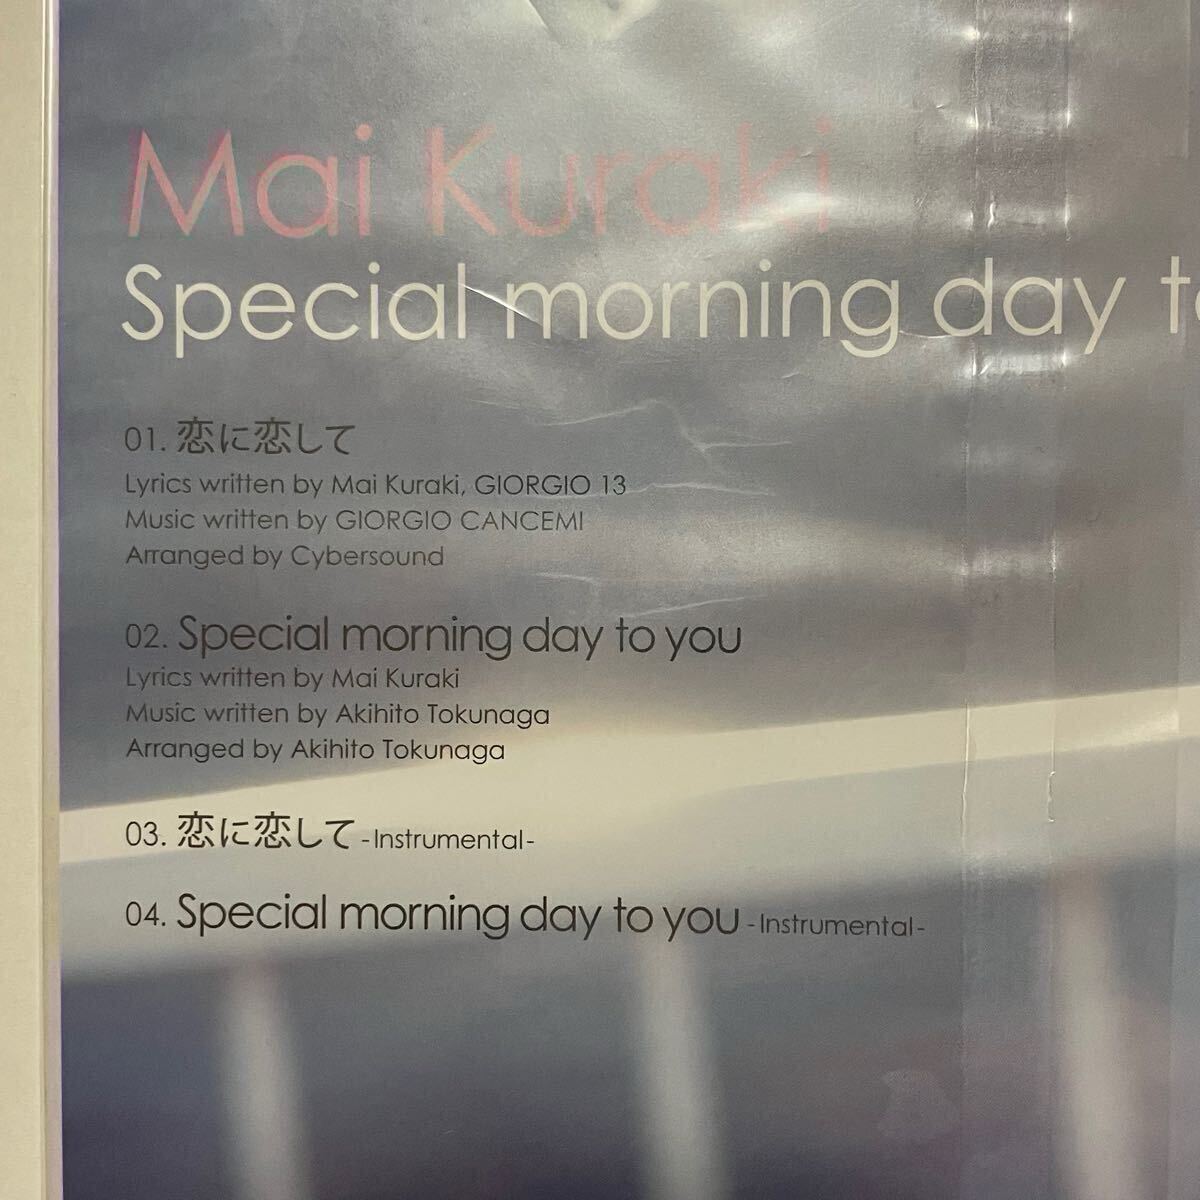 Mai Kuraki
Special morning day
01. 恋に恋して
Lyrics written by Mai Kuraki, GIORGIO 13
Music written by GIORGIO CANCEMI
Arranged by Cybersound
02. Special morning day to you
Lyrics written by Mai Kuraki
Music written by Akihito Tokunaga
Arranged by Akihito Tokunaga
03. 恋に恋して -Instrumental-
04. Special morning day to you -Instrumental-